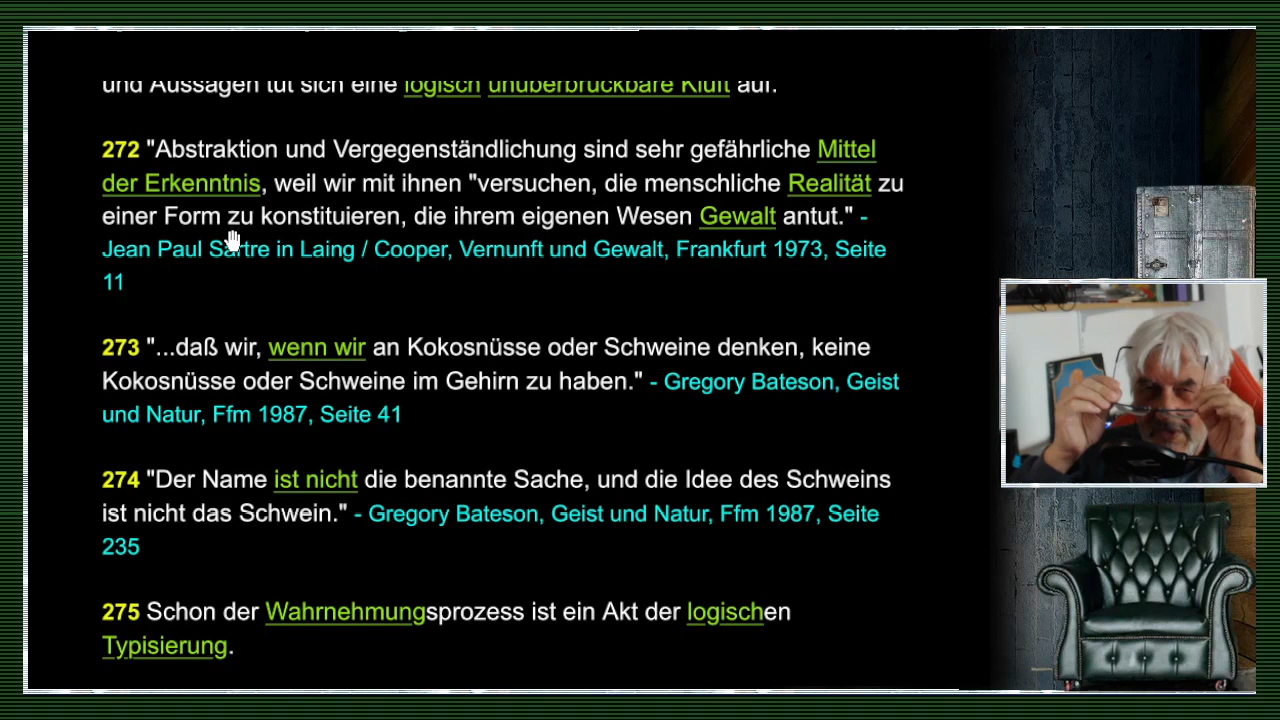 und Aussagen tut sich eine logisch unüberbrückbare Kluft auf.
272 "Abstraktion und Vergegenständlichung sind sehr gefährliche Mittel
der Erkenntnis, weil wir mit ihnen "versuchen, die menschliche Realität zu
einer Form zu konstituieren, die ihrem eigenen Wesen Gewalt antut." -
Jean Paul Sartre in Laing / Cooper, Vernunft und Gewalt, Frankfurt 1973, Seite
11
273 "...daß wir, wenn wir an Kokosnüsse oder Schweine denken, keine
Kokosnüsse oder Schweine im Gehirn zu haben." - Gregory Bateson, Geist
und Natur, Ffm 1987, Seite 41
274 "Der Name ist nicht die benannte Sache, und die Idee des Schweins
ist nicht das Schwein." - Gregory Bateson, Geist und Natur, Ffm 1987, Seite
235
275 Schon der Wahrnehmungsprozess ist ein Akt der logischen
Typisierung.